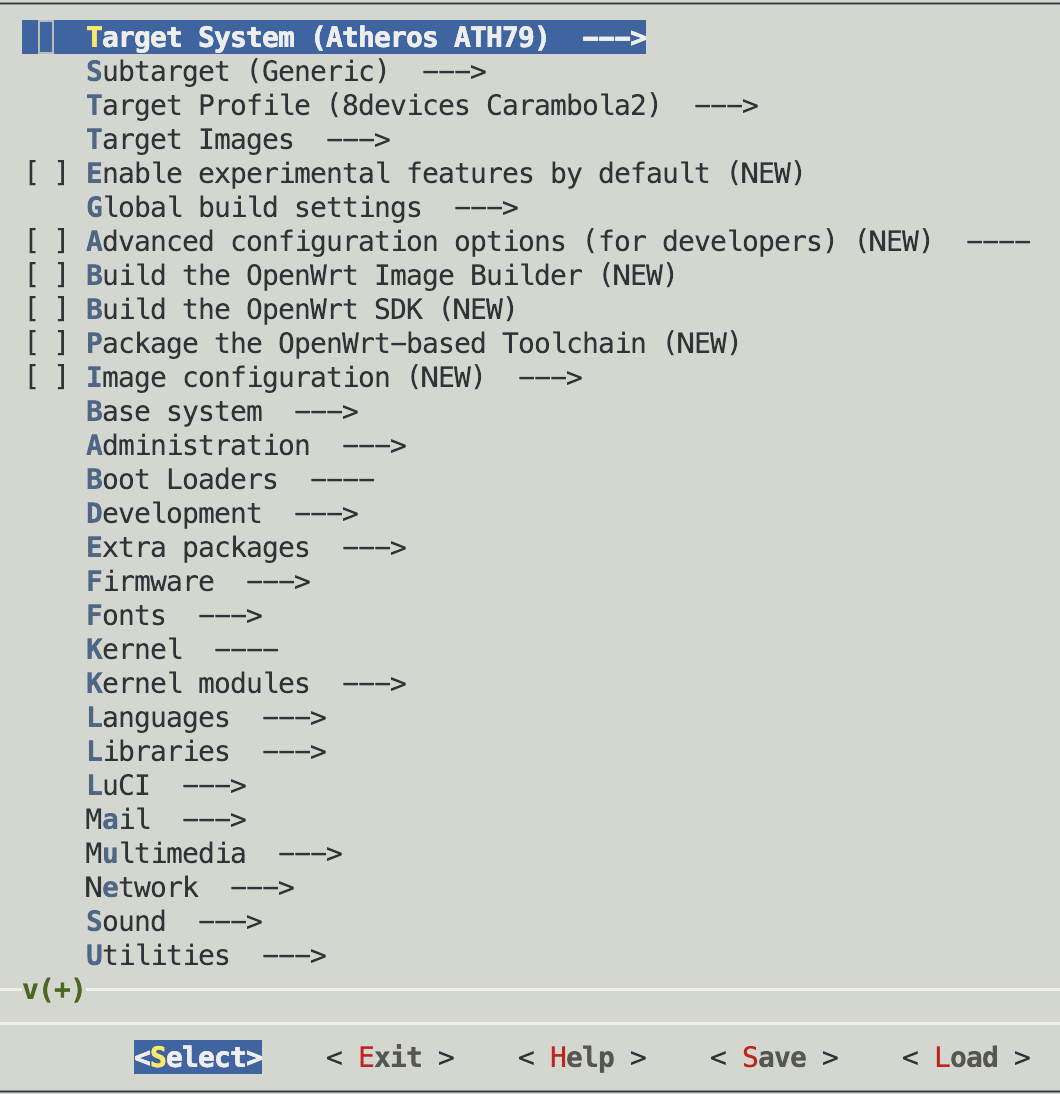 Target System (Atheros ATH79)  --->
Subtarget (Generic)  --->
Target Profile (8devices Carambola2)  --->
Target Images  --->
[ ] Enable experimental features by default (NEW)
Global build settings  --->
[ ] Advanced configuration options (for developers) (NEW)  ----
[ ] Build the OpenWrt Image Builder (NEW)
[ ] Build the OpenWrt SDK (NEW)
[ ] Package the OpenWrt-based Toolchain (NEW)
[ ] Image configuration (NEW)  --->
Base system  --->
Administration  --->
Boot Loaders  ----
Development  --->
Extra packages  --->
Firmware  --->
Fonts  --->
Kernel  ----
Kernel modules  --->
Languages  --->
Libraries  --->
LuCI  --->
Mail  --->
Multimedia  --->
Network  --->
Sound  --->
Utilities  --->
v(+)
<Select>    < Exit >    < Help >    < Save >    < Load >